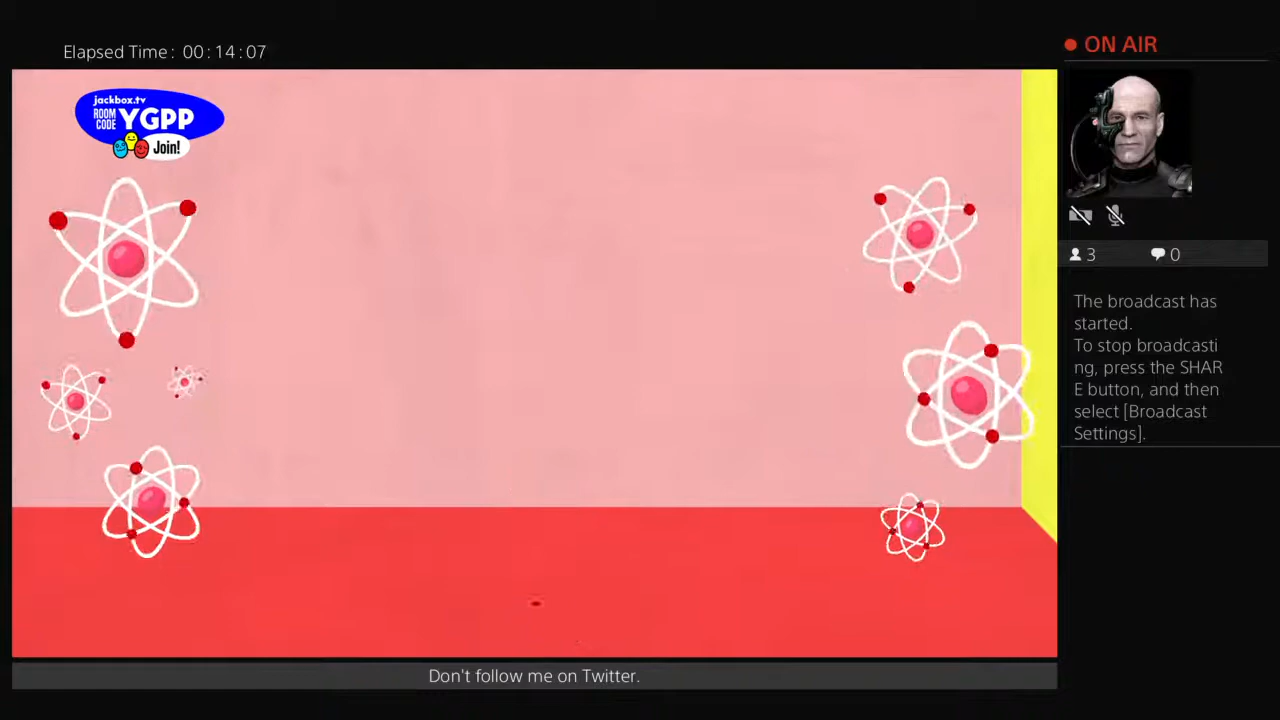 Elapsed Time: 00:14:07
ON AIR
jackbox.tv
ROOM CODE YGPP
Join!
3 0
The broadcast has
started.
To stop broadcasti
ng, press the SHAR
E button, and then
select [Broadcast
Settings].
Don't follow me on Twitter.